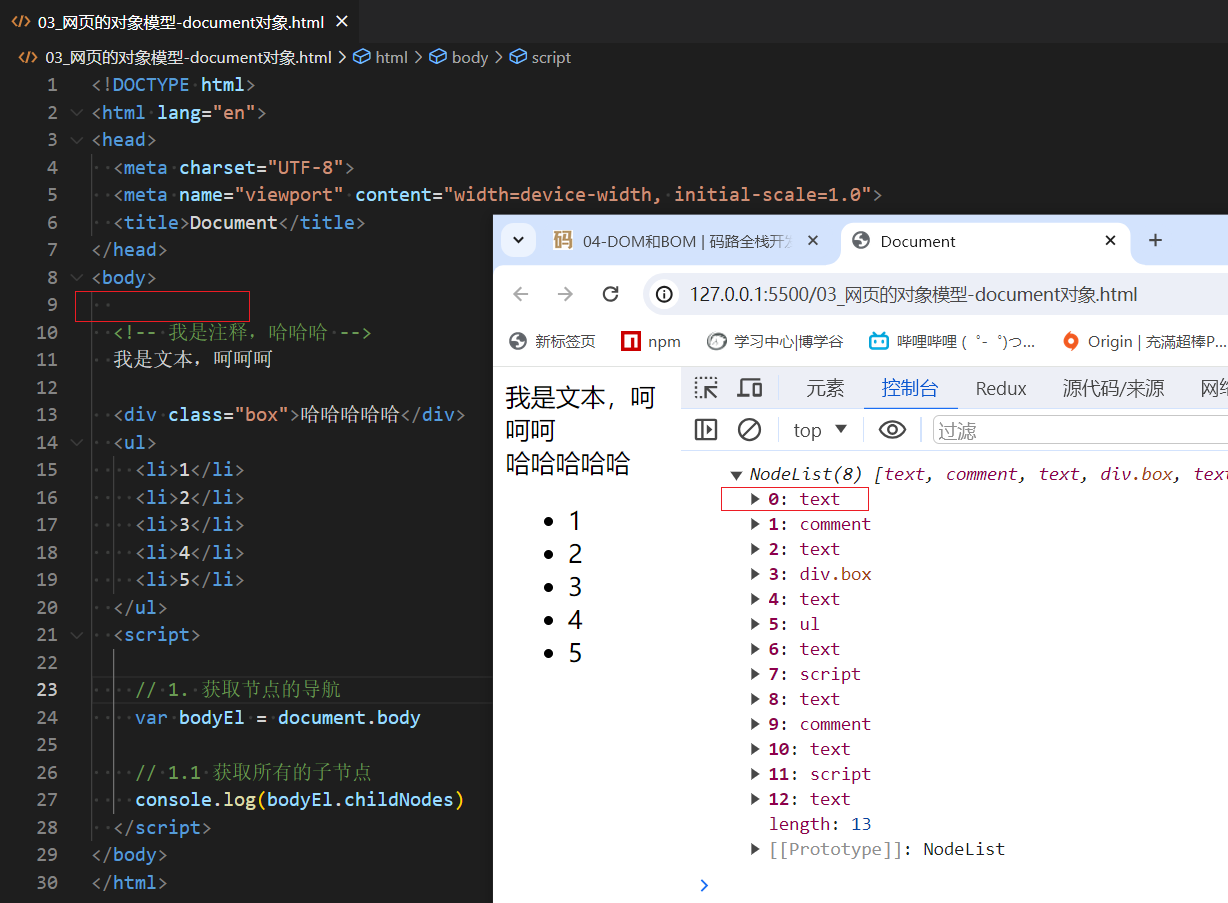 03_网页的对象模型-document对象.html
03_网页的对象模型-document对象.html > html > body > script
1 <!DOCTYPE html>
2 <html lang="en">
3 <head>
4 <meta charset="UTF-8">
5 <meta name="viewport" content="width=device-width, initial-scale=1.0">
6 <title>Document</title>
7 </head>
8 <body>
9
10 <!-- 我是注释，哈哈哈 -->
11 我是文本，呵呵呵
12
13 <div class="box">哈哈哈哈哈</div>
14 <ul>
15 <li>1</li>
16 <li>2</li>
17 <li>3</li>
18 <li>4</li>
19 <li>5</li>
20 </ul>
21 <script>
22
23 // 1. 获取节点的导航
24 var bodyEl = document.body
25
26 // 1.1 获取所有的子节点
27 console.log(bodyEl.childNodes)
28 </script>
29 </body>
30 </html>
码 04-DOM和BOM | 码路全栈开发
Document
127.0.0.1:5500/03_网页的对象模型-document对象.html
新标签页 npm 学习中心|博学谷 哔哩哔哩 (゜-゜)つ... Origin | 充滿超棒P...
我是文本，呵
呵呵
哈哈哈哈哈
1
2
3
4
5
元素 控制台 Redux 源代码/来源 网络
top 过滤
NodeList(8) [text, comment, text, div.box, text
0: text
1: comment
2: text
3: div.box
4: text
5: ul
6: text
7: script
8: text
9: comment
10: text
11: script
12: text
length: 13
[[Prototype]]: NodeList